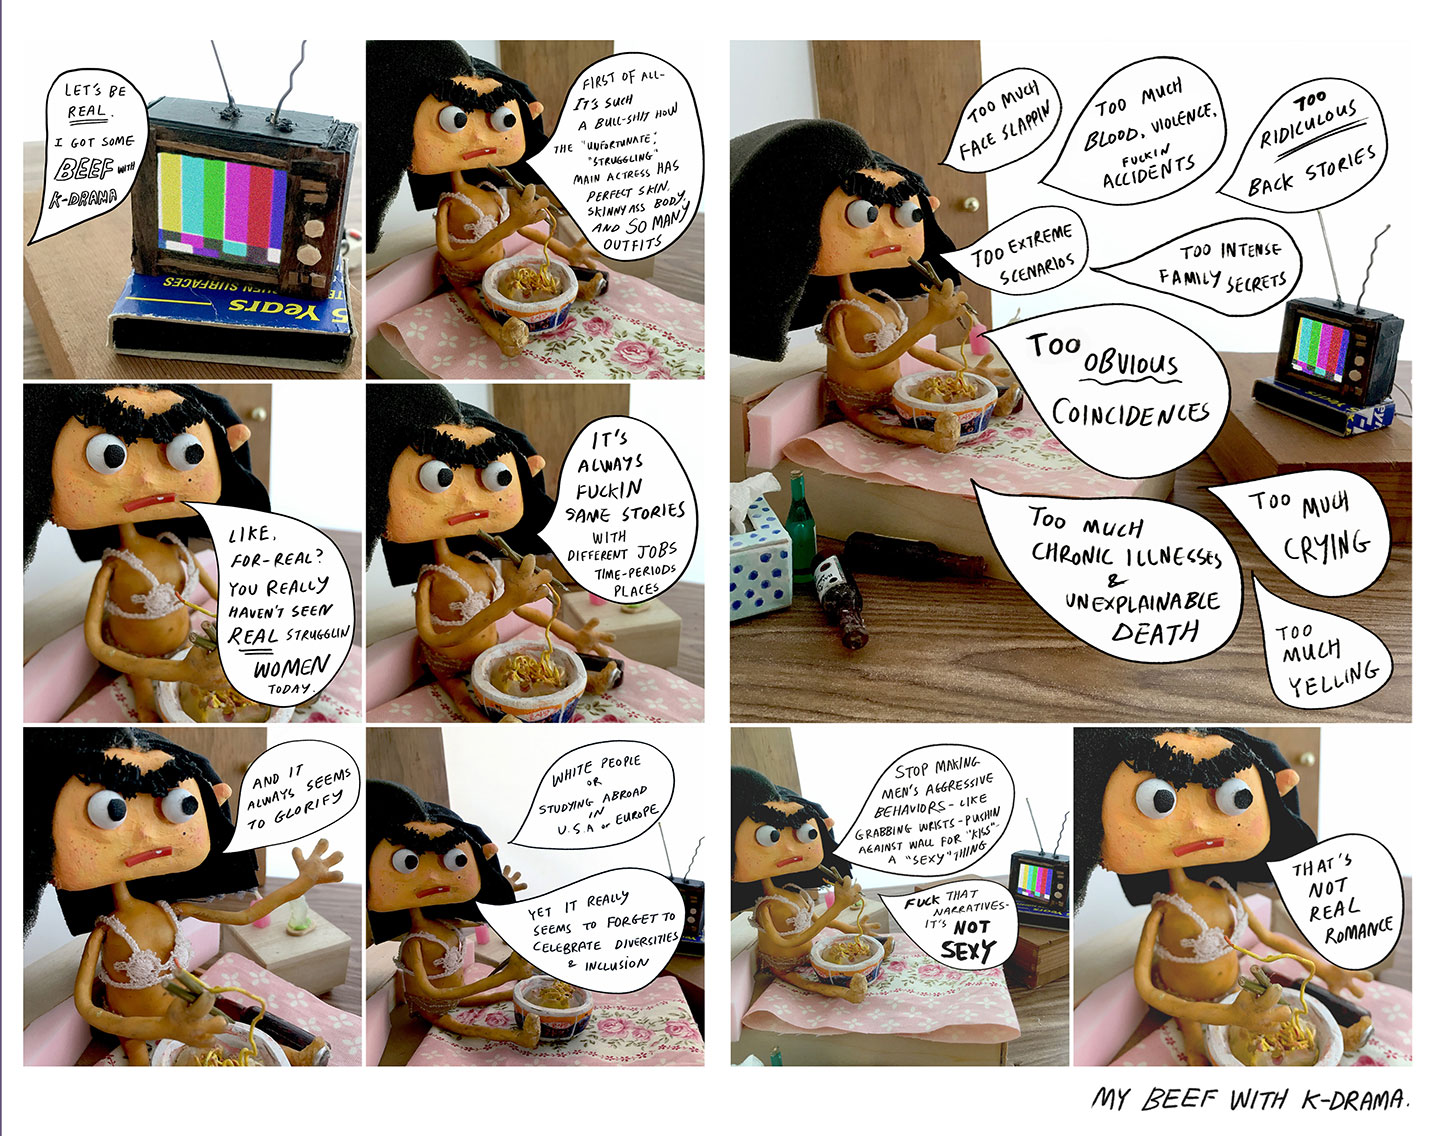 LET'S BE
REAL.
I GOT SOME
BEEF WITH
K-DRAMA
5 Years
FIRST OF ALL-
IT'S SUCH
A BULL-SHIT HOW
THE "UNFORTUNATE",
"STRUGGLING"
MAIN ACTRESS HAS
PERFECT SKIN,
SKINNY ASS BODY,
AND SO MANY
OUTFITS
LIKE,
FOR-REAL?
YOU REALLY
HAVEN'T SEEN
REAL STRUGGLIN
WOMEN
TODAY.
IT'S
ALWAYS
FUCKIN
SAME STORIES
WITH
DIFFERENT JOBS
TIME-PERIODS
PLACES
AND IT
ALWAYS SEEMS
TO GLORIFY
WHITE PEOPLE
OR
STUDYING ABROAD
IN
U.S.A or EUROPE
YET IT REALLY
SEEMS TO FORGET TO
CELEBRATE DIVERSITIES
& INCLUSION
TOO MUCH
FACE SLAPPIN
TOO MUCH
BLOOD, VIOLENCE,
FUCKIN
ACCIDENTS
TOO
RIDICULOUS
BACK STORIES
TOO EXTREME
SCENARIOS
TOO INTENSE
FAMILY SECRETS
TOO OBVIOUS
COINCIDENCES
TOO MUCH
CHRONIC ILLNESSES
&
UNEXPLAINABLE
DEATH
TOO MUCH
CRYING
TOO
MUCH
YELLING
STOP MAKING
MEN'S AGGRESSIVE
BEHAVIORS - LIKE
GRABBING WRISTS - PUSHIN
AGAINST WALL FOR "KISS" -
A "SEXY" THING
FUCK THAT
NARRATIVES-
IT'S NOT
SEXY
THAT'S
NOT
REAL
ROMANCE
MY BEEF WITH K-DRAMA.